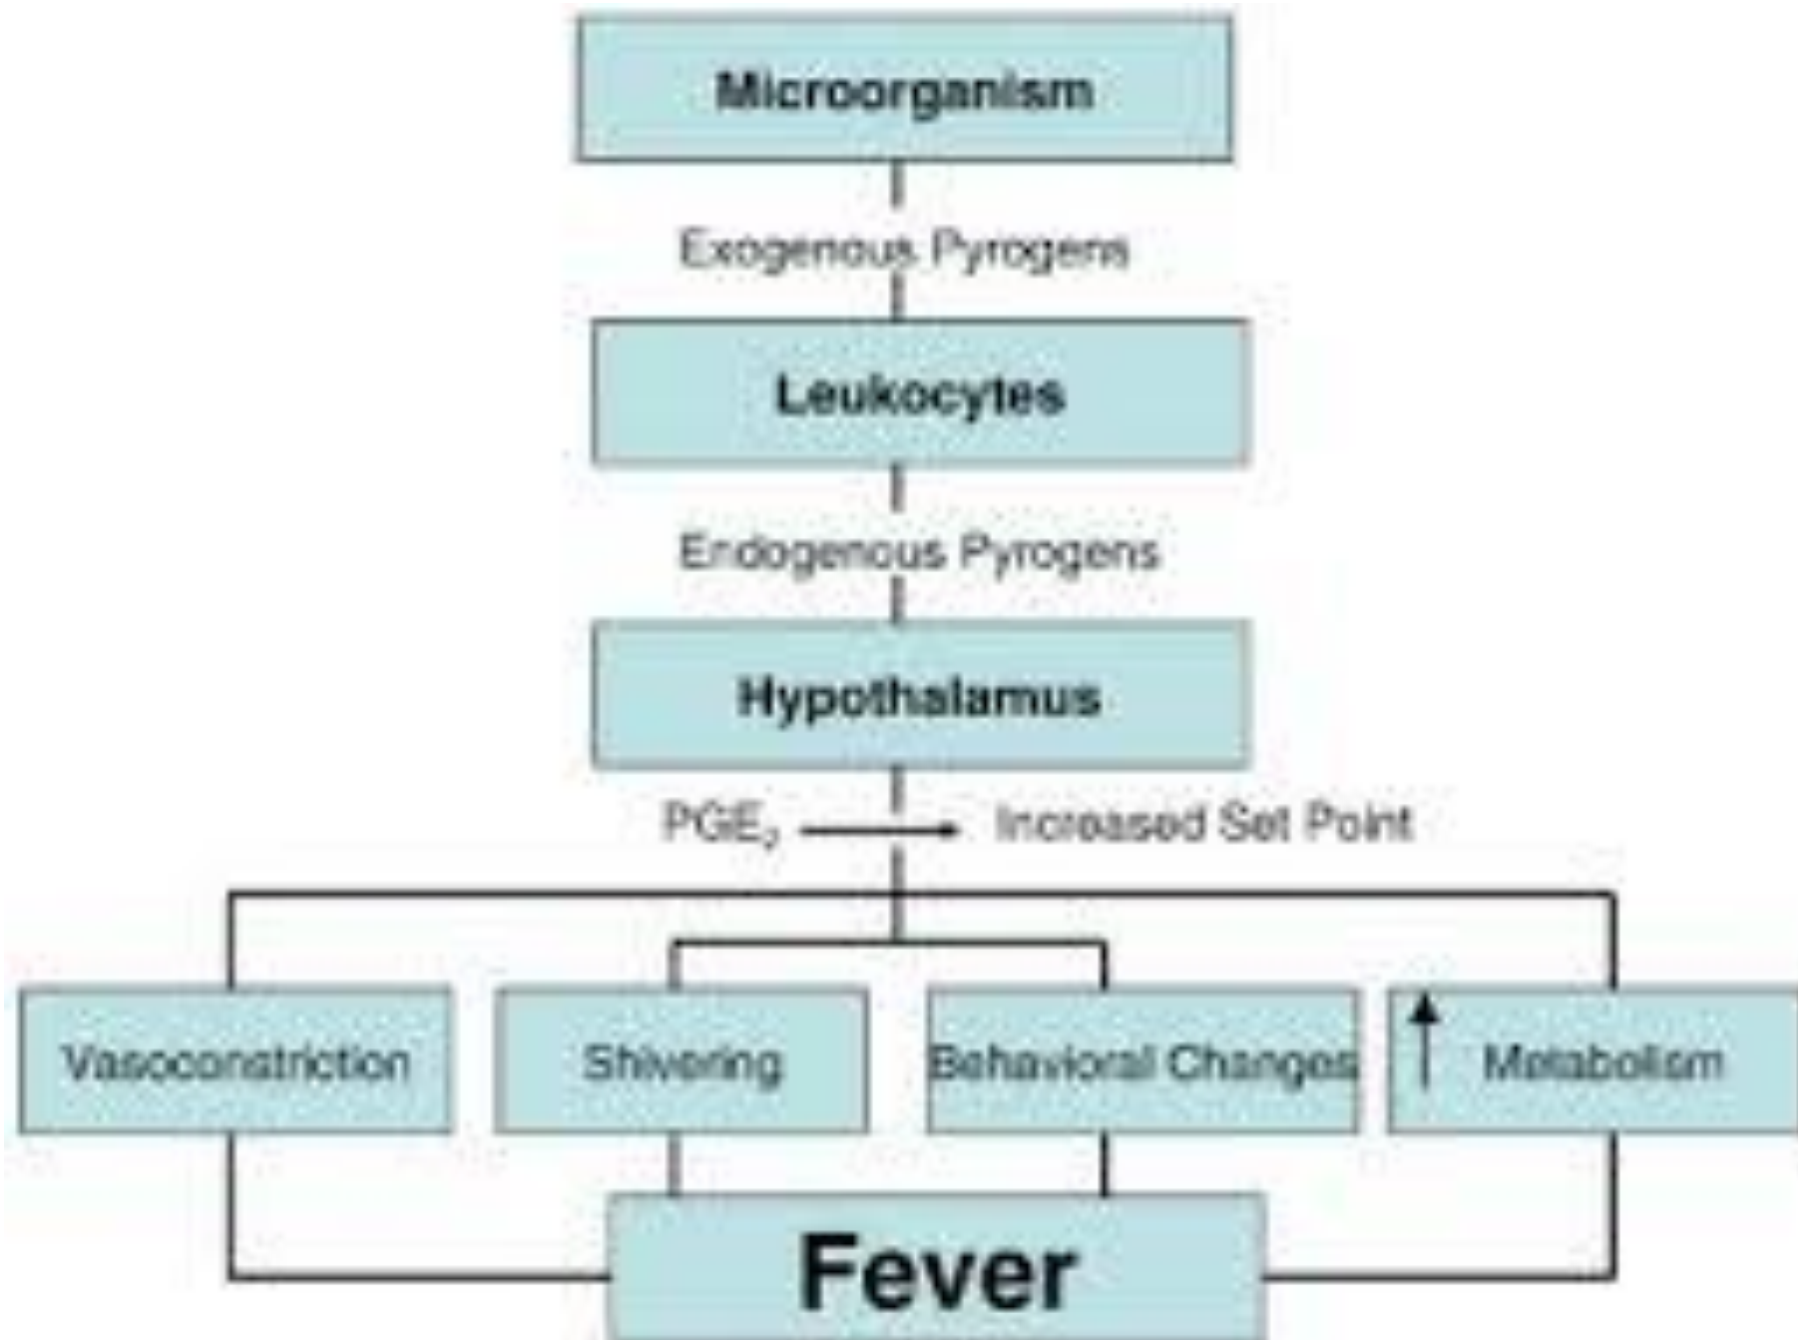 Microorganism
Exogenous Pyrogens
Leukocytes
Endogenous Pyrogens
Hypothalamus
PGE₂ Increased Set Point
Vasoconstriction Shivering Behavioral Changes Metabolism
Fever